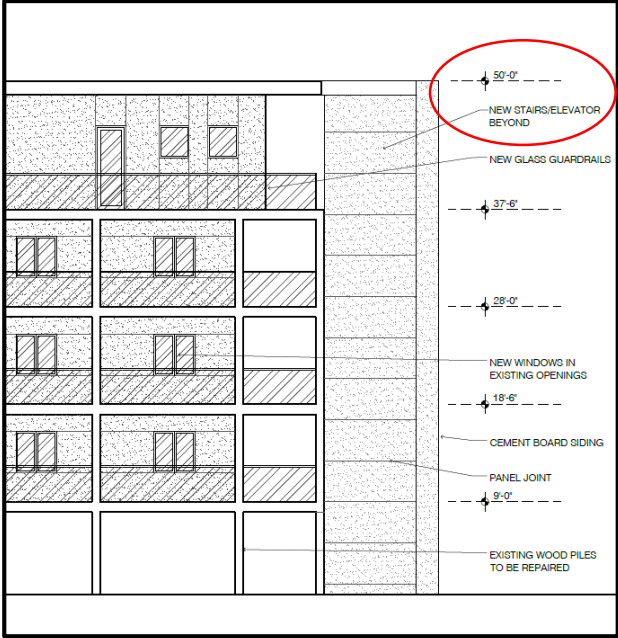 50'-0"
NEW STAIRS/ELEVATOR
BEYOND
NEW GLASS GUARDRAILS
37'-6"
28'-0"
NEW WINDOWS IN
EXISTING OPENINGS
18'-6"
CEMENT BOARD SIDING
PANEL JOINT
9'-0"
EXISTING WOOD PILES
TO BE REPAIRED